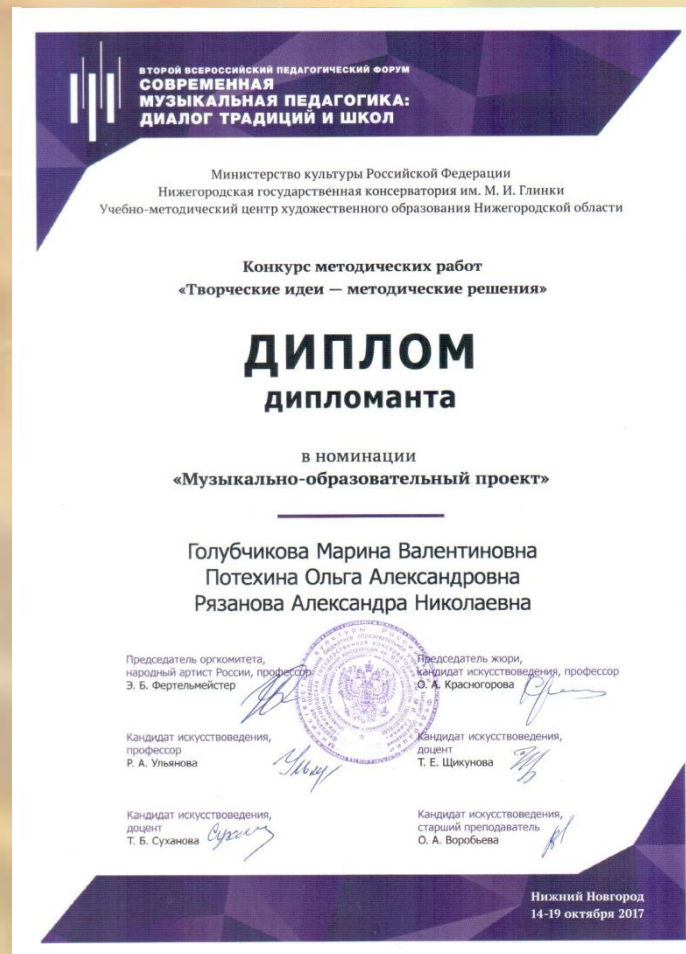 ВТОРОЙ ВСЕРОССИЙСКИЙ ПЕДАГОГИЧЕСКИЙ ФОРУМ
СОВРЕМЕННАЯ
МУЗЫКАЛЬНАЯ ПЕДАГОГИКА:
ДИАЛОГ ТРАДИЦИЙ И ШКОЛ
Министерство культуры Российской Федерации
Нижегородская государственная консерватория им. М. И. Глинки
Учебно-методический центр художественного образования Нижегородской области
Конкурс методических работ
«Творческие идеи — методические решения»
ДИПЛОМ
дипломанта
в номинации
«Музыкально-образовательный проект»
Голубчикова Марина Валентиновна
Потехина Ольга Александровна
Рязанова Александра Николаевна
Председатель оргкомитета,
народный артист России, профессор
Э. Б. Фертельмейстер
Председатель жюри,
кандидат искусствоведения, профессор
О. А. Красногорова
Кандидат искусствоведения,
профессор
Р. А. Ульянова
Кандидат искусствоведения,
доцент
Т. Е. Щикунова
Кандидат искусствоведения,
доцент
Т. Б. Суханова
Кандидат искусствоведения,
старший преподаватель
О. А. Воробьева
Нижний Новгород
14-19 октября 2017